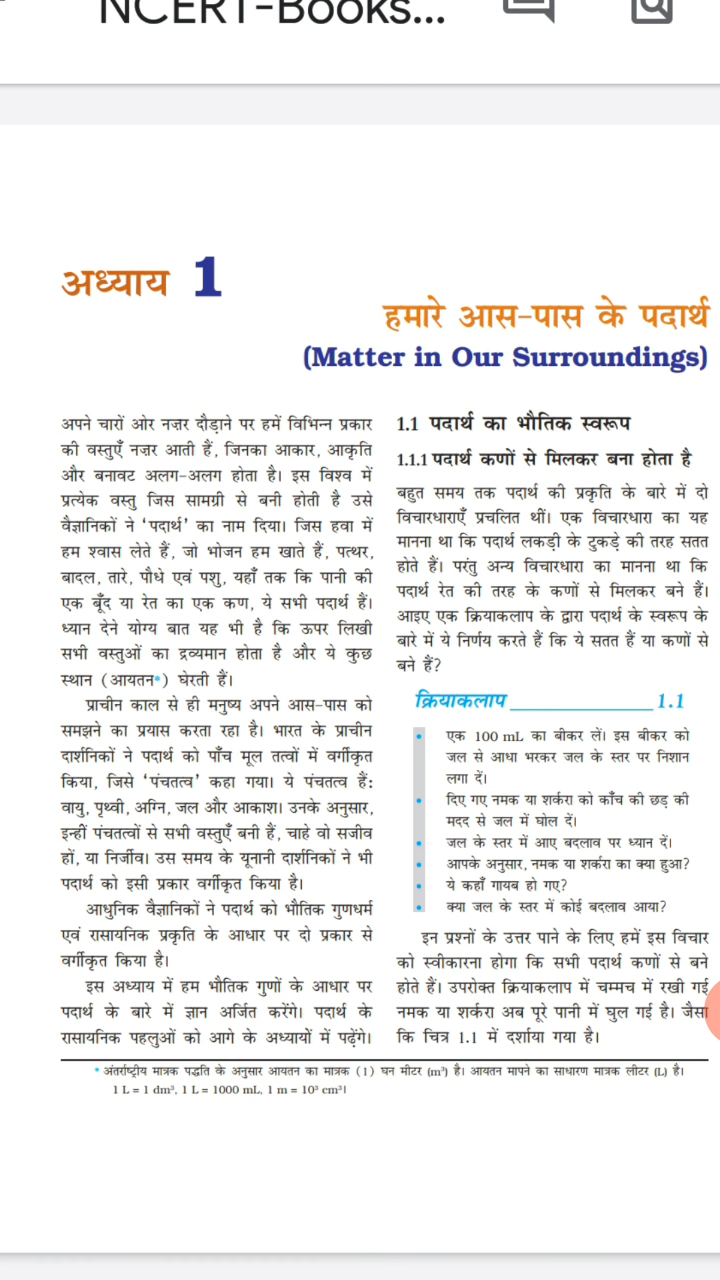 NCERT-Books...
अध्याय 1
हमारे आस-पास के पदार्थ
(Matter in Our Surroundings)
अपने चारों ओर नज़र दौड़ाने पर हमें विभिन्न प्रकार
की वस्तुएँ नज़र आती हैं, जिनका आकार, आकृति
और बनावट अलग-अलग होता है। इस विश्व में
प्रत्येक वस्तु जिस सामग्री से बनी होती है उसे
वैज्ञानिकों ने ‘पदार्थ’ का नाम दिया। जिस हवा में
हम श्वास लेते हैं, जो भोजन हम खाते हैं, पत्थर,
बादल, तारे, पौधे एवं पशु, यहाँ तक कि पानी की
एक बूँद या रेत का एक कण, ये सभी पदार्थ हैं।
ध्यान देने योग्य बात यह भी है कि ऊपर लिखी
सभी वस्तुओं का द्रव्यमान होता है और ये कुछ
स्थान (आयतन*) घेरती हैं।
प्राचीन काल से ही मनुष्य अपने आस-पास को
समझने का प्रयास करता रहा है। भारत के प्राचीन
दार्शनिकों ने पदार्थ को पाँच मूल तत्वों में वर्गीकृत
किया, जिसे ‘पंचतत्व’ कहा गया। ये पंचतत्व हैं:
वायु, पृथ्वी, अग्नि, जल और आकाश। उनके अनुसार,
इन्हीं पंचतत्वों से सभी वस्तुएँ बनी हैं, चाहे वो सजीव
हों, या निर्जीव। उस समय के यूनानी दार्शनिकों ने भी
पदार्थ को इसी प्रकार वर्गीकृत किया है।
आधुनिक वैज्ञानिकों ने पदार्थ को भौतिक गुणधर्म
एवं रासायनिक प्रकृति के आधार पर दो प्रकार से
वर्गीकृत किया है।
इस अध्याय में हम भौतिक गुणों के आधार पर
पदार्थ के बारे में ज्ञान अर्जित करेंगे। पदार्थ के
रासायनिक पहलुओं को आगे के अध्यायों में पढ़ेंगे।
1.1 पदार्थ का भौतिक स्वरूप
1.1.1 पदार्थ कणों से मिलकर बना होता है
बहुत समय तक पदार्थ की प्रकृति के बारे में दो
विचारधाराएँ प्रचलित थीं। एक विचारधारा का यह
मानना था कि पदार्थ लकड़ी के टुकड़े की तरह सतत
होते हैं। परंतु अन्य विचारधारा का मानना था कि
पदार्थ रेत की तरह के कणों से मिलकर बने हैं।
आइए एक क्रियाकलाप के द्वारा पदार्थ के स्वरूप के
बारे में ये निर्णय करते हैं कि ये सतत हैं या कणों से
बने हैं?
क्रियाकलाप ______________ 1.1
• एक 100 mL का बीकर लें। इस बीकर को
जल से आधा भरकर जल के स्तर पर निशान
लगा दें।
• दिए गए नमक या शर्करा को काँच की छड़ की
मदद से जल में घोल दें।
• जल के स्तर में आए बदलाव पर ध्यान दें।
• आपके अनुसार, नमक या शर्करा का क्या हुआ?
• ये कहाँ गायब हो गए?
• क्या जल के स्तर में कोई बदलाव आया?
इन प्रश्नों के उत्तर पाने के लिए हमें इस विचार
को स्वीकारना होगा कि सभी पदार्थ कणों से बने
होते हैं। उपरोक्त क्रियाकलाप में चम्मच में रखी गई
नमक या शर्करा अब पूरे पानी में घुल गई है। जैसा
कि चित्र 1.1 में दर्शाया गया है।
* अंतर्राष्ट्रीय मात्रक पद्धति के अनुसार आयतन का मात्रक (1) घन मीटर (m³) है। आयतन मापने का साधारण मात्रक लीटर (L) है।
1 L = 1 dm³, 1 L = 1000 mL, 1 m = 10³ cm³।